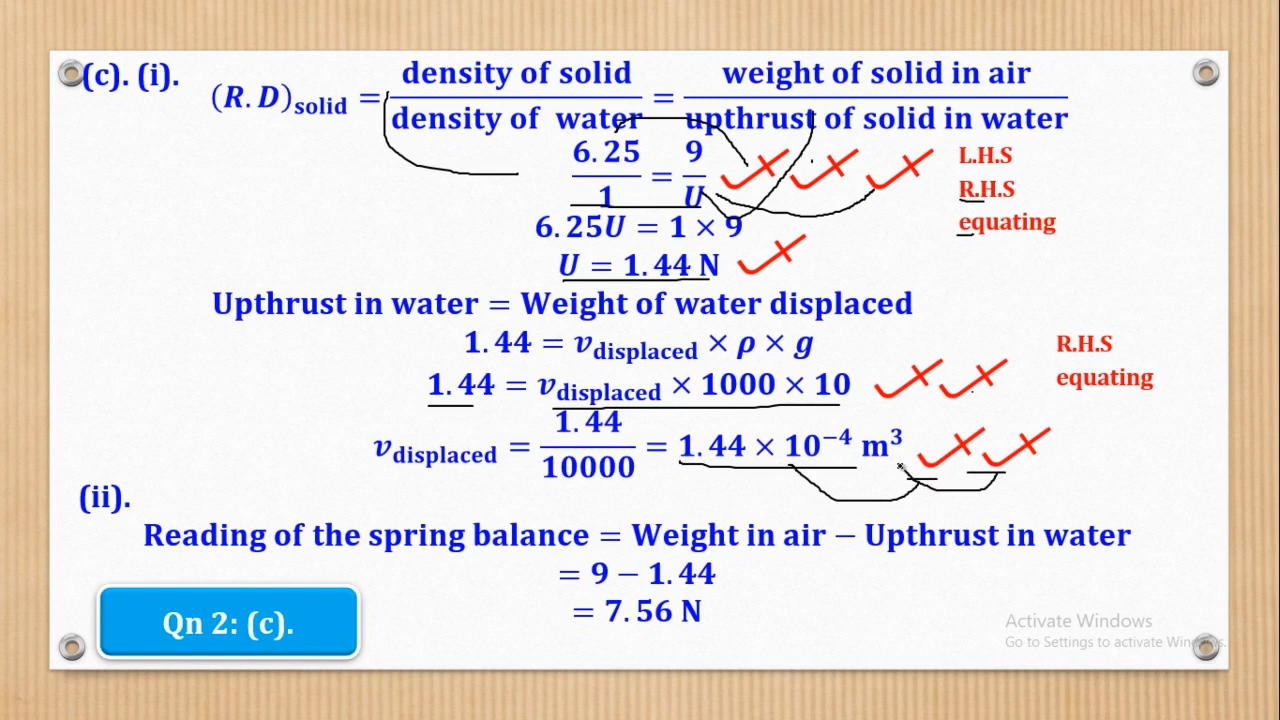 (c). (i).
(R.D)solid = density of solid / density of water = weight of solid in air / upthrust of solid in water
6.25 / 1 = 9 / U
L.H.S
R.H.S
equating
6.25U = 1 × 9
U = 1.44 N
Upthrust in water = Weight of water displaced
1.44 = vdisplaced × ρ × g
R.H.S
equating
1.44 = vdisplaced × 1000 × 10
vdisplaced = 1.44 / 10000 = 1.44 × 10⁻⁴ m³
(ii).
Reading of the spring balance = Weight in air − Upthrust in water
= 9 − 1.44
= 7.56 N
Qn 2: (c).
Activate Windows
Go to Settings to activate Windows.